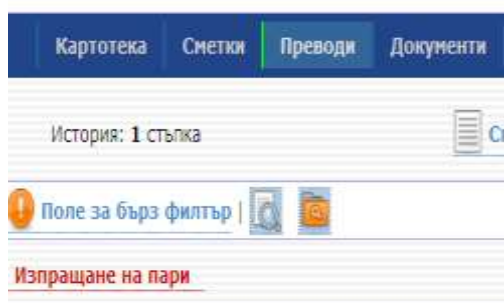 Картотека Сметки Преводи Документи
История: 1 стъпка
Поле за бърз филтър |
Изпращане на пари